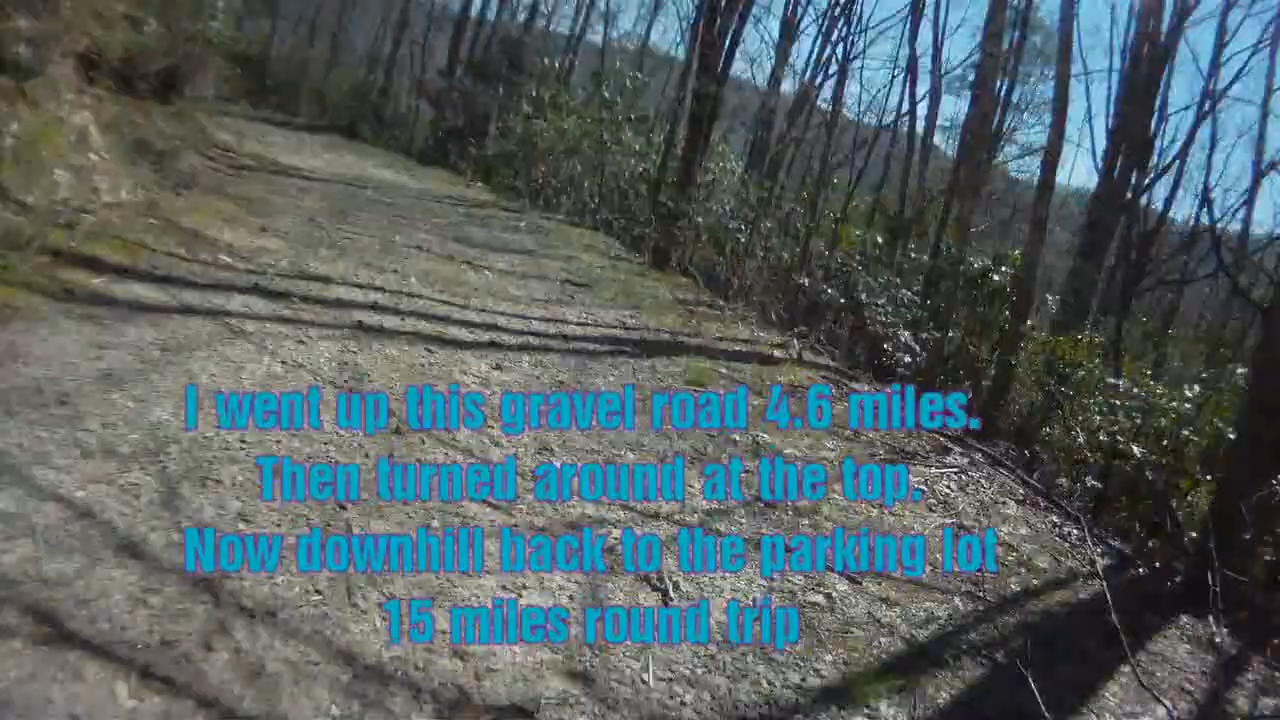 I went up this gravel road 4.6 miles.
Then turned around at the top.
Now downhill back to the parking lot
15 miles round trip